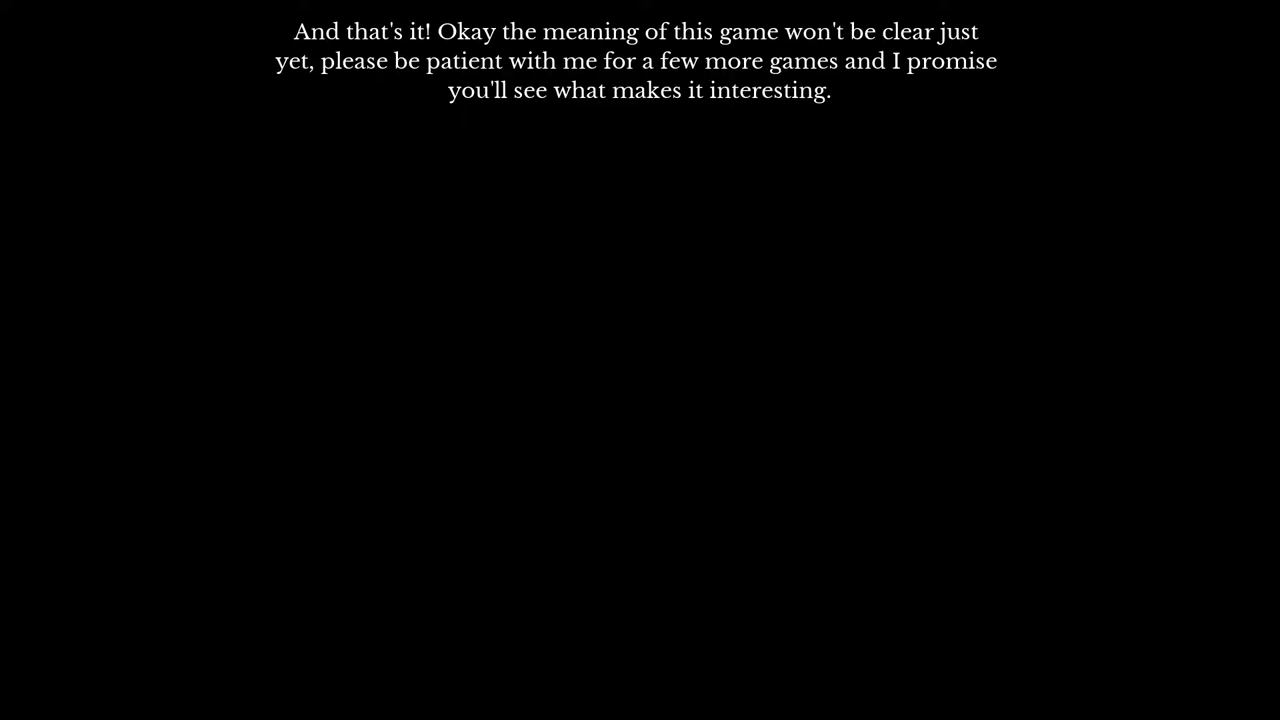 And that's it! Okay the meaning of this game won't be clear just
yet, please be patient with me for a few more games and I promise
you'll see what makes it interesting.